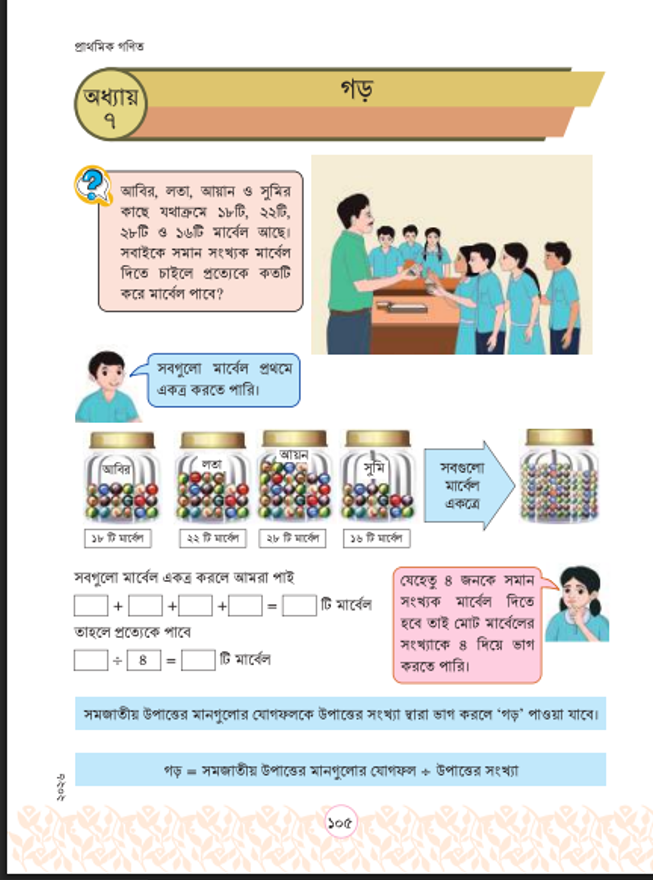 প্রাথমিক গণিত
অধ্যায়
৭
গড়
?
আবির, লতা, আয়ান ও সুমির
কাছে যথাক্রমে ১৮টি, ২২টি,
২৮টি ও ১৬টি মার্বেল আছে।
সবাইকে সমান সংখ্যক মার্বেল
দিতে চাইলে প্রত্যেকে কতটি
করে মার্বেল পাবে?
সবগুলো মার্বেল প্রথমে
একত্র করতে পারি।
আবির
লতা
আয়ন
সুমি
সবগুলো
মার্বেল
একত্রে
১৮ টি মার্বেল
২২ টি মার্বেল
২৮ টি মার্বেল
১৬ টি মার্বেল
সবগুলো মার্বেল একত্র করলে আমরা পাই
+ + + = টি মার্বেল
তাহলে প্রত্যেকে পাবে
÷ ৪ = টি মার্বেল
যেহেতু ৪ জনকে সমান
সংখ্যক মার্বেল দিতে
হবে তাই মোট মার্বেলের
সংখ্যাকে ৪ দিয়ে ভাগ
করতে পারি।
সমজাতীয় উপাত্তের মানগুলোর যোগফলকে উপাত্তের সংখ্যা দ্বারা ভাগ করলে ‘গড়’ পাওয়া যাবে।
গড় = সমজাতীয় উপাত্তের মানগুলোর যোগফল ÷ উপাত্তের সংখ্যা
২০২৬
১০৫